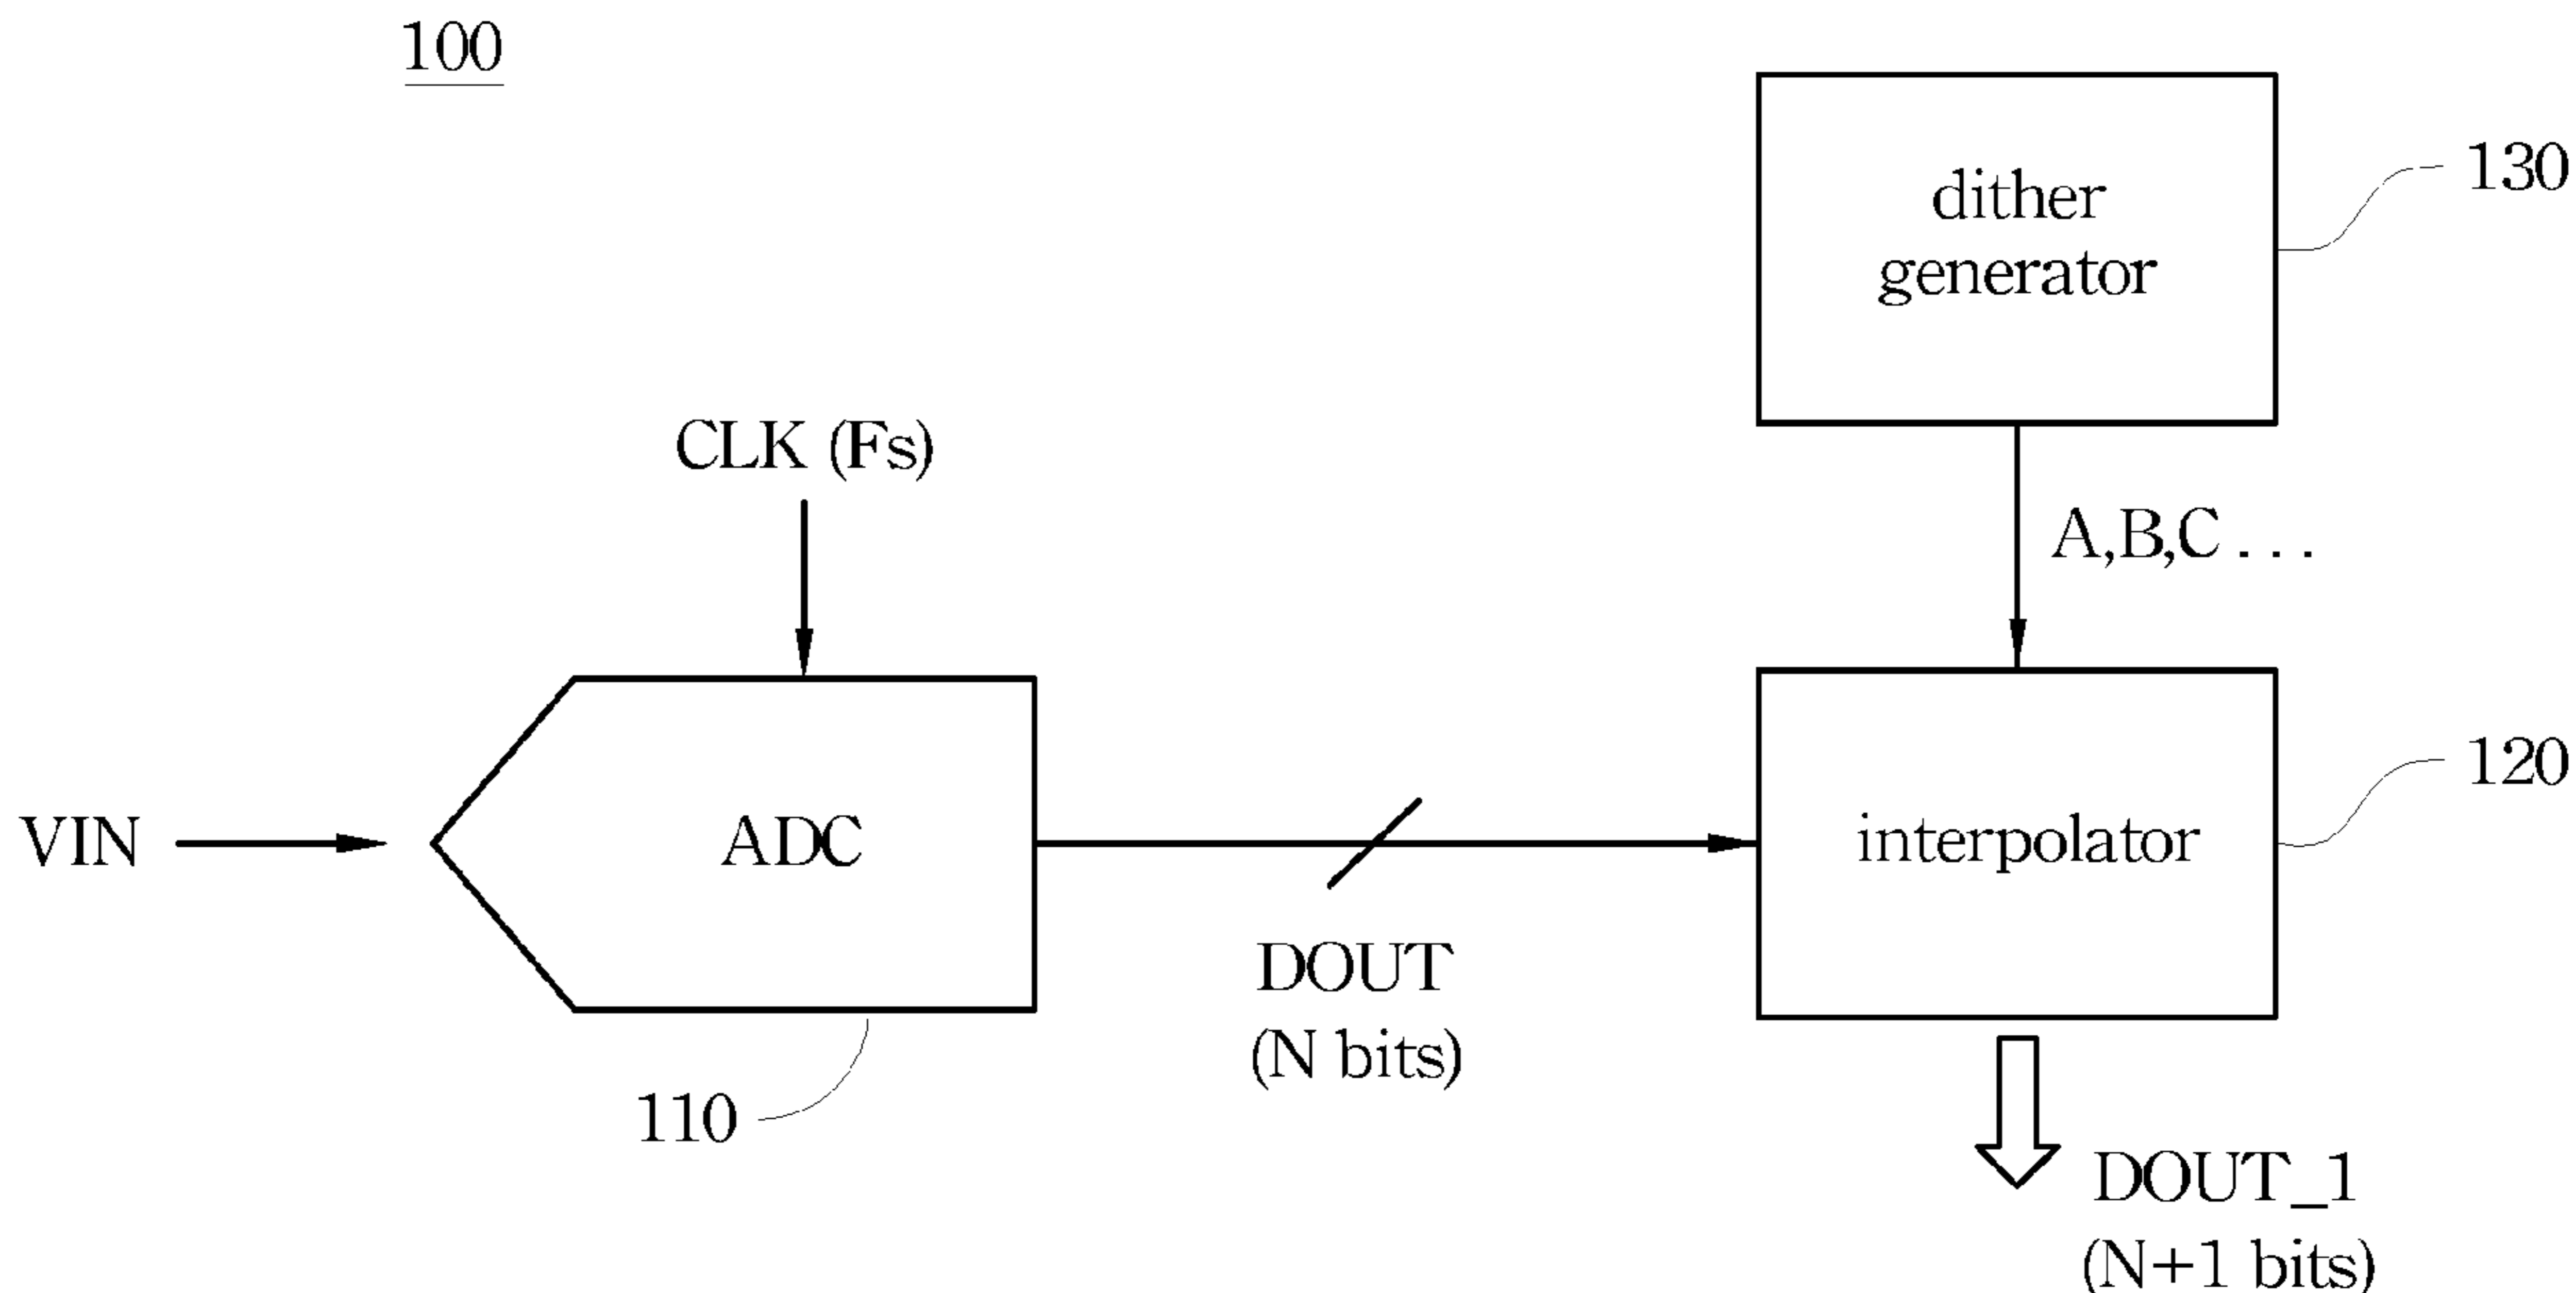 100
dither
generator
130
CLK (Fs)
A,B,C . . .
VIN
ADC
interpolator
120
DOUT
(N bits)
110
DOUT_1
(N+1 bits)